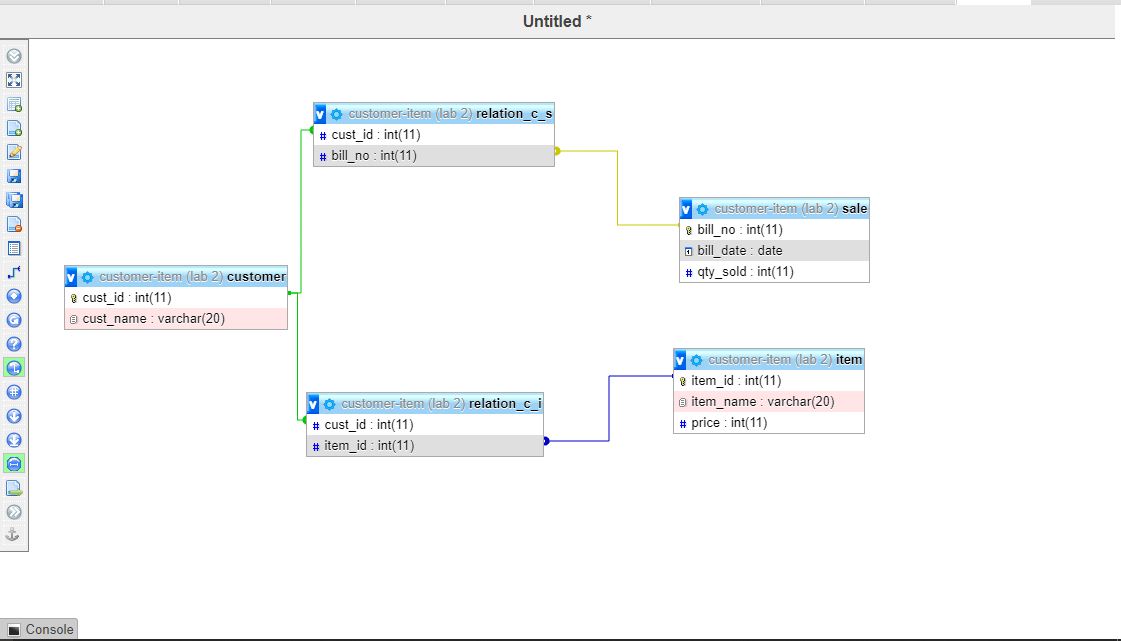 Untitled *
customer-item (lab 2) relation_c_s
# cust_id : int(11)
# bill_no : int(11)
customer-item (lab 2) sale
bill_no : int(11)
bill_date : date
# qty_sold : int(11)
customer-item (lab 2) customer
cust_id : int(11)
cust_name : varchar(20)
customer-item (lab 2) item
item_id : int(11)
item_name : varchar(20)
# price : int(11)
customer-item (lab 2) relation_c_i
# cust_id : int(11)
# item_id : int(11)
Console